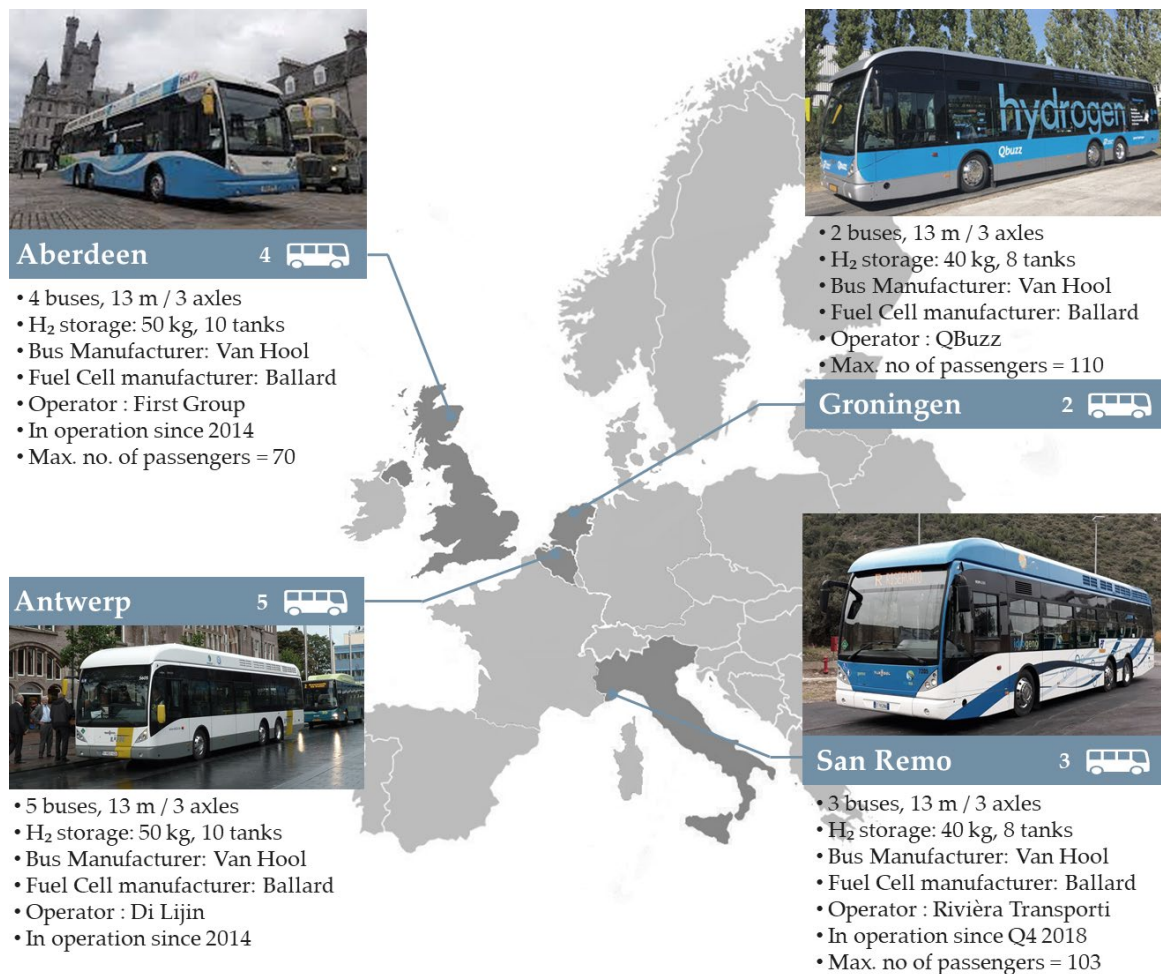 Aberdeen 4
• 4 buses, 13 m / 3 axles
• H₂ storage: 50 kg, 10 tanks
• Bus Manufacturer: Van Hool
• Fuel Cell manufacturer: Ballard
• Operator : First Group
• In operation since 2014
• Max. no. of passengers = 70
hydrogen
Qbuzz
• 2 buses, 13 m / 3 axles
• H₂ storage: 40 kg, 8 tanks
• Bus Manufacturer: Van Hool
• Fuel Cell manufacturer: Ballard
• Operator : QBuzz
• Max. no of passengers = 110
Groningen 2
Antwerp 5
• 5 buses, 13 m / 3 axles
• H₂ storage: 50 kg, 10 tanks
• Bus Manufacturer: Van Hool
• Fuel Cell manufacturer: Ballard
• Operator : Di Lijin
• In operation since 2014
San Remo 3
• 3 buses, 13 m / 3 axles
• H₂ storage: 40 kg, 8 tanks
• Bus Manufacturer: Van Hool
• Fuel Cell manufacturer: Ballard
• Operator : Rivièra Transporti
• In operation since Q4 2018
• Max. no of passengers = 103